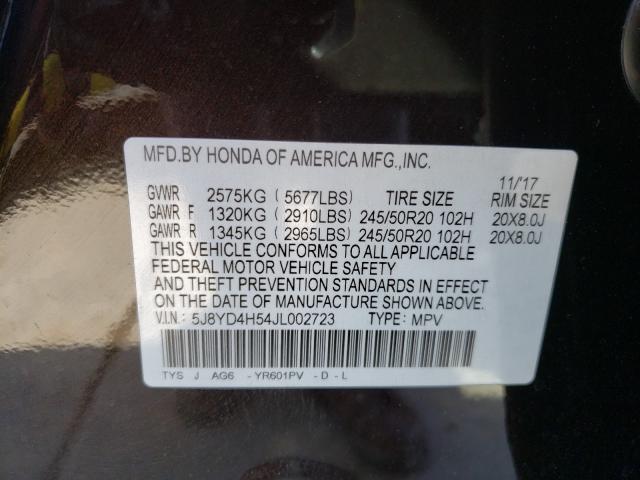 MFD.BY HONDA OF AMERICA MFG.,INC.
11/'17
GVWR 2575KG ( 5677LBS) TIRE SIZE RIM SIZE
GAWR F 1320KG ( 2910LBS) 245/50R20 102H 20X8.0J
GAWR R 1345KG ( 2965LBS) 245/50R20 102H 20X8.0J
THIS VEHICLE CONFORMS TO ALL APPLICABLE
FEDERAL MOTOR VEHICLE SAFETY
AND THEFT PREVENTION STANDARDS IN EFFECT
ON THE DATE OF MANUFACTURE SHOWN ABOVE.
V.I.N: 5J8YD4H54JL002723 TYPE: MPV
TYS J AG6 -YR601PV -D-L